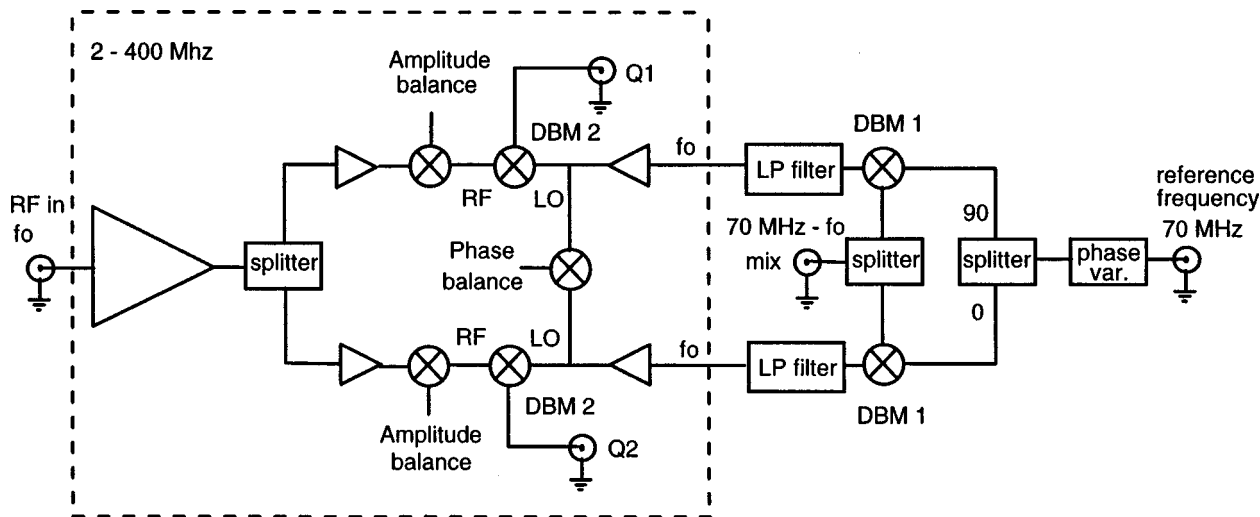 2 - 400 Mhz
Amplitude
balance
Q1
DBM 2
DBM 1
fo
LP filter
RF
LO
90
reference
frequency
70 MHz
RF in
fo
splitter
Phase
balance
70 MHz - fo
mix
splitter
splitter
phase
var.
0
RF
LO
fo
LP filter
DBM 2
DBM 1
Amplitude
balance
Q2